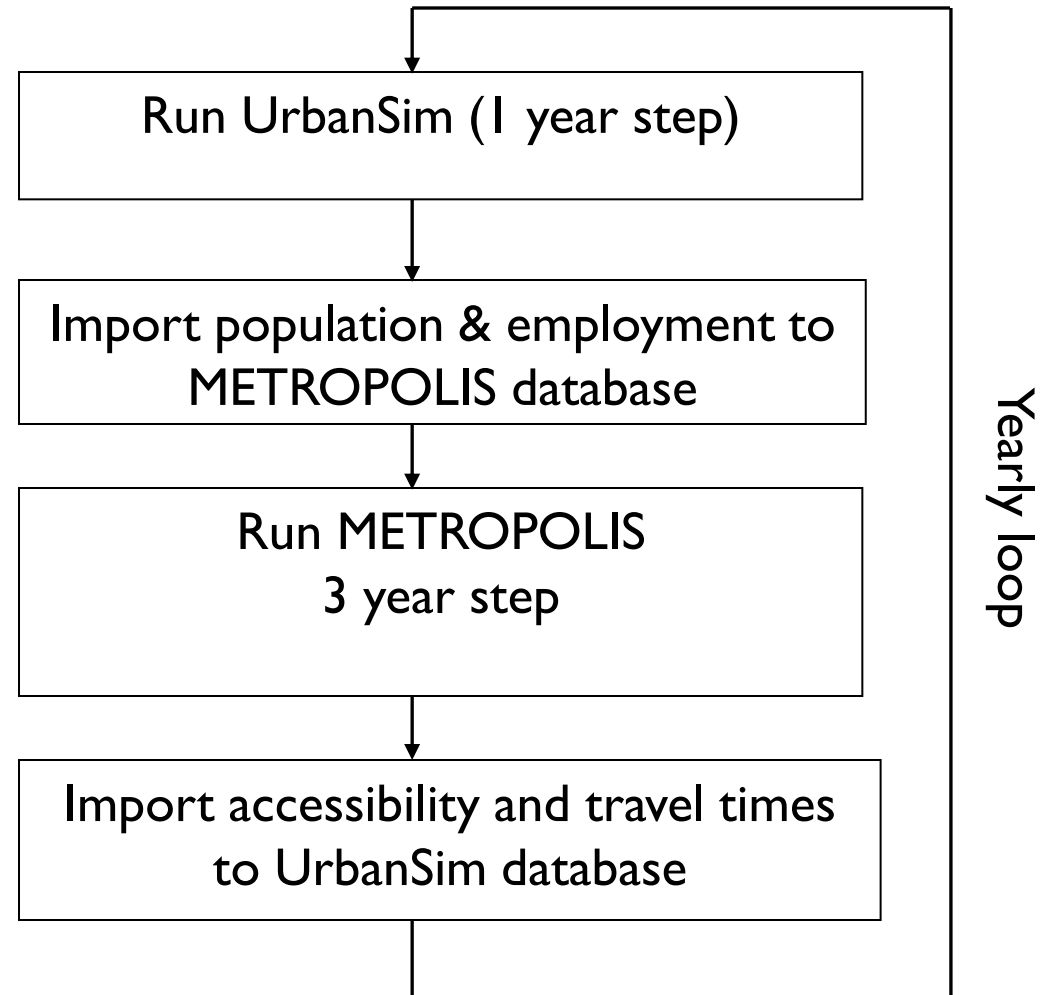 Run UrbanSim (1 year step)
Import population & employment to
METROPOLIS database
Run METROPOLIS
3 year step
Import accessibility and travel times
to UrbanSim database
Yearly loop